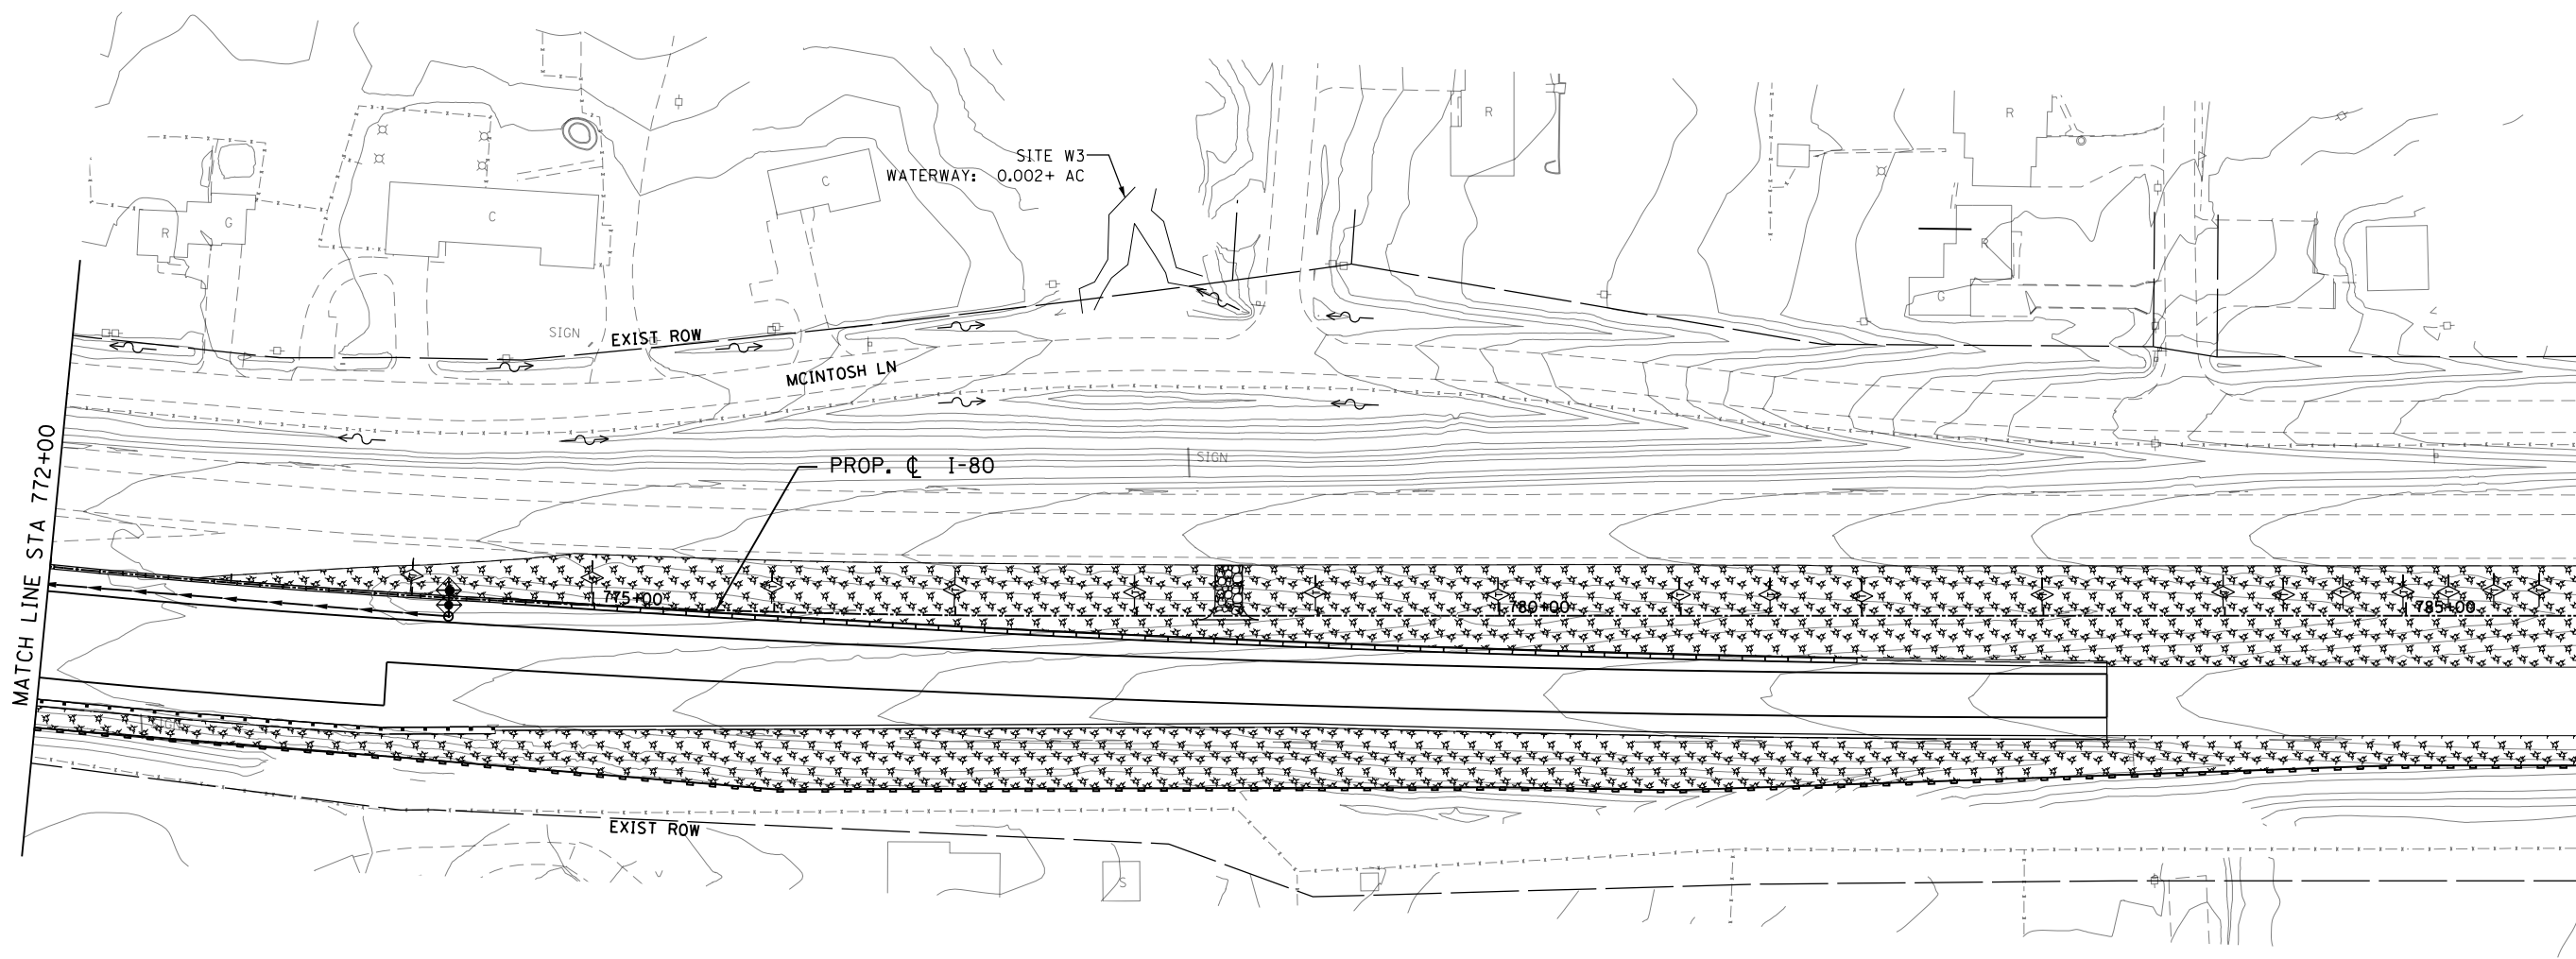 R
R
SITE W3
WATERWAY: 0.002+ AC
C
C
G
R
R
G
SIGN
EXIST ROW
MCINTOSH LN
SIGN
PROP. ℄ I-80
MATCH LINE STA 772+00
775+00
780+00
785+00
SIGN
EXIST ROW
S